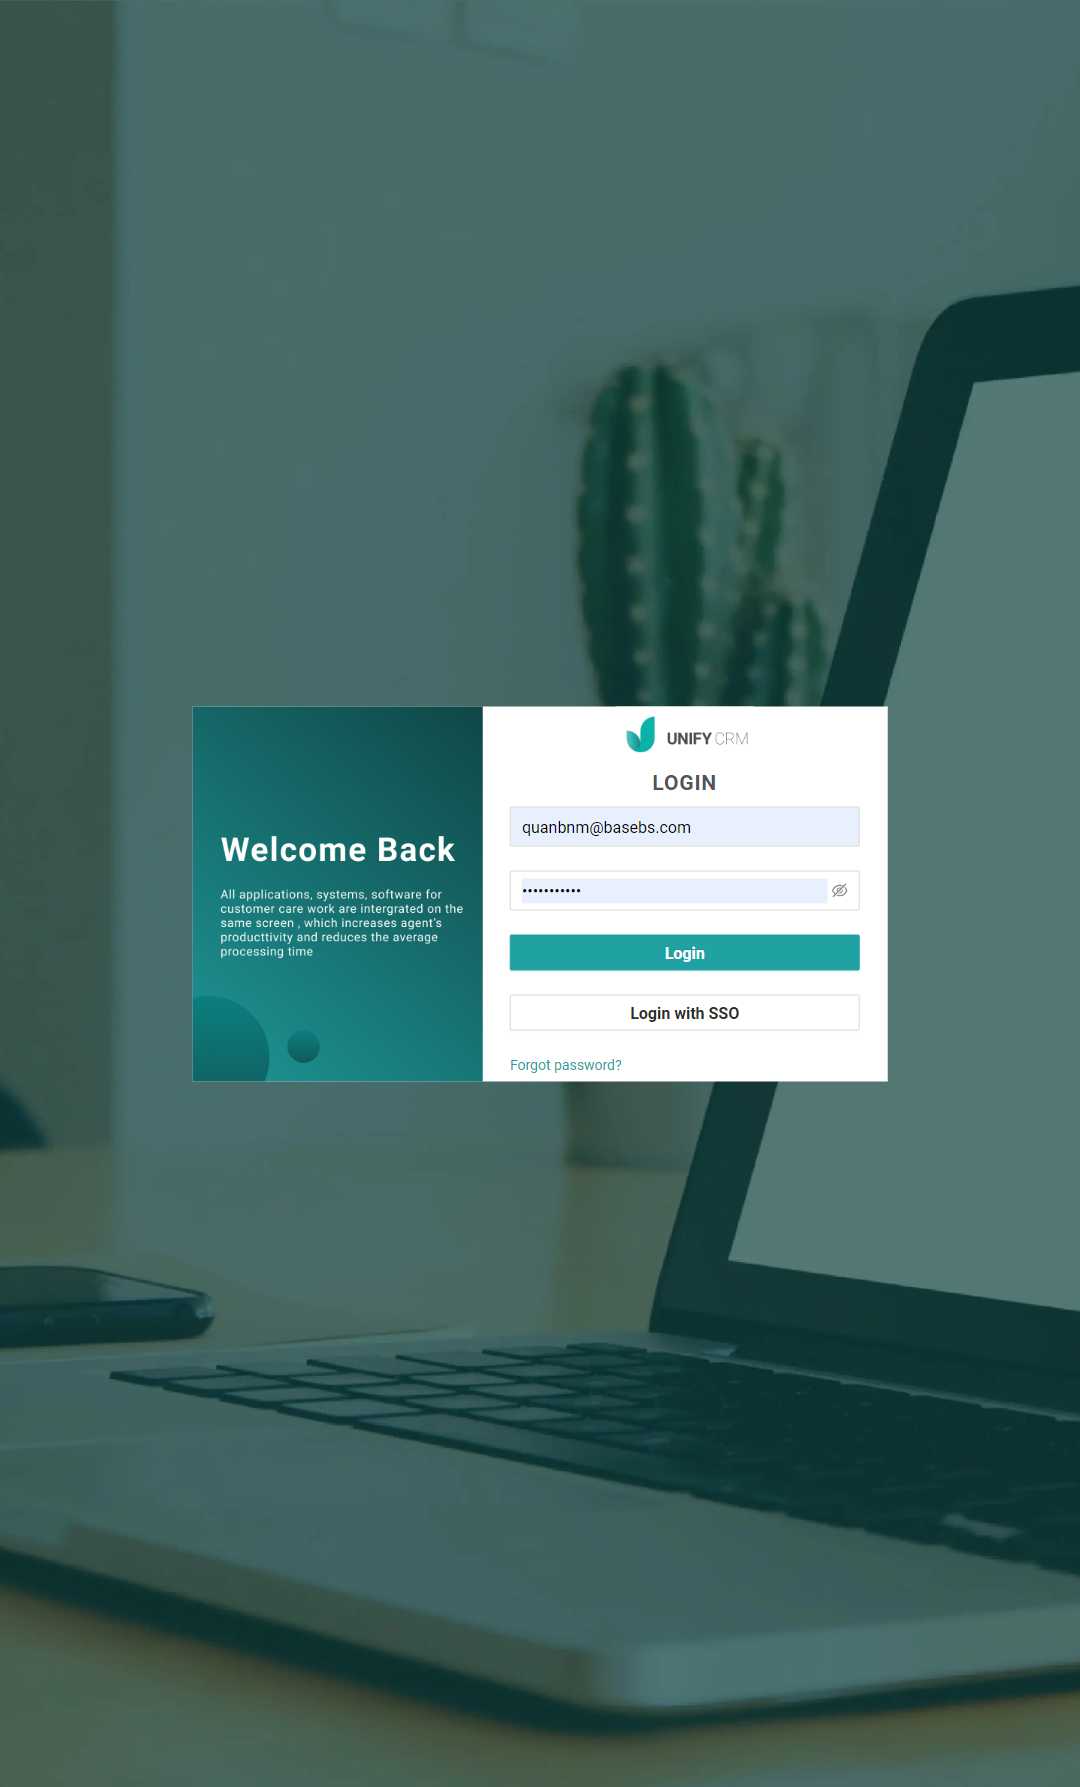 UNIFY CRM
LOGIN
quanbnm@basebs.com
•••••••••••
Login
Login with SSO
Forgot password?
Welcome Back
All applications, systems, software for
customer care work are intergrated on the
same screen , which increases agent's
producttivity and reduces the average
processing time